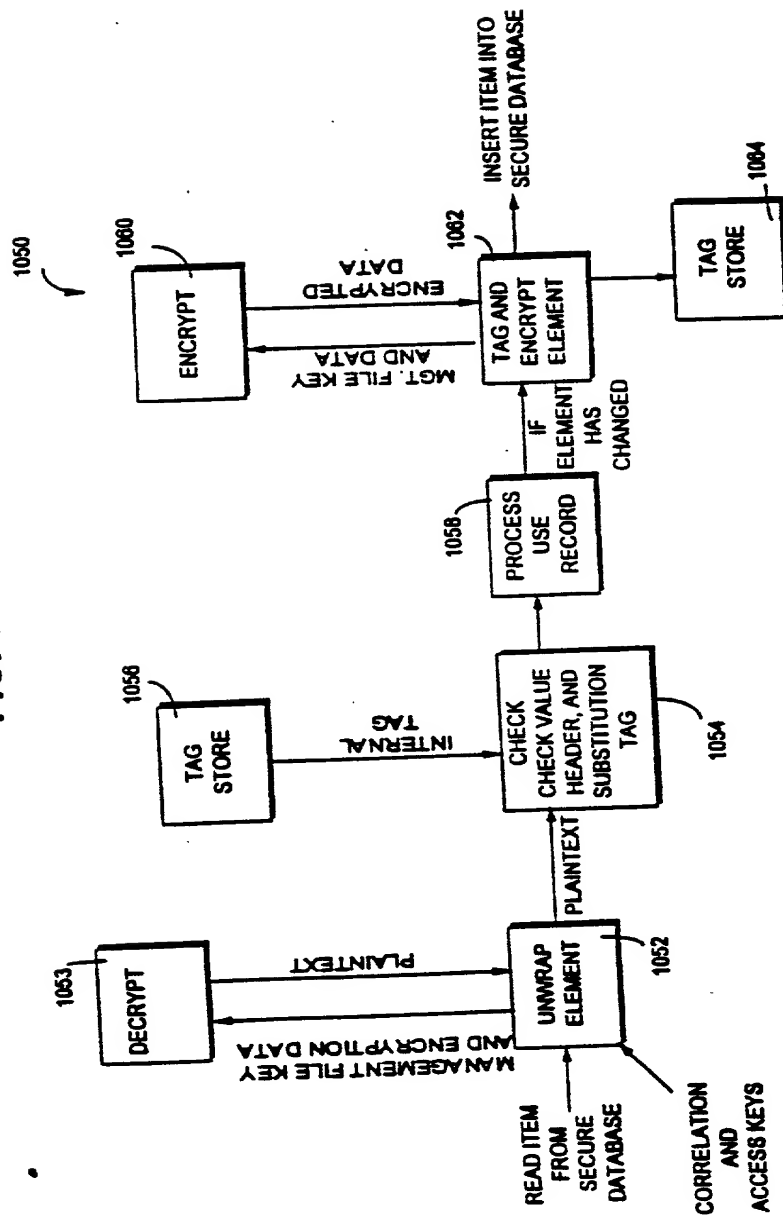 1050
1053
DECRYPT
1056
TAG
STORE
1060
ENCRYPT
MANAGEMENT FILE KEY
AND ENCRYPTION DATA
PLAINTEXT
INTERNAL
TAG
MGT. FILE KEY
AND DATA
ENCRYPTED
DATA
READ ITEM
FROM
SECURE
DATABASE
CORRELATION
AND
ACCESS KEYS
UNWRAP
ELEMENT
1052
PLAINTEXT
CHECK
CHECK VALUE
HEADER, AND
SUBSTITUTION
TAG
1054
1058
PROCESS
USE
RECORD
IF
ELEMENT
HAS
CHANGED
1062
TAG AND
ENCRYPT
ELEMENT
INSERT ITEM INTO
SECURE DATABASE
1064
TAG
STORE